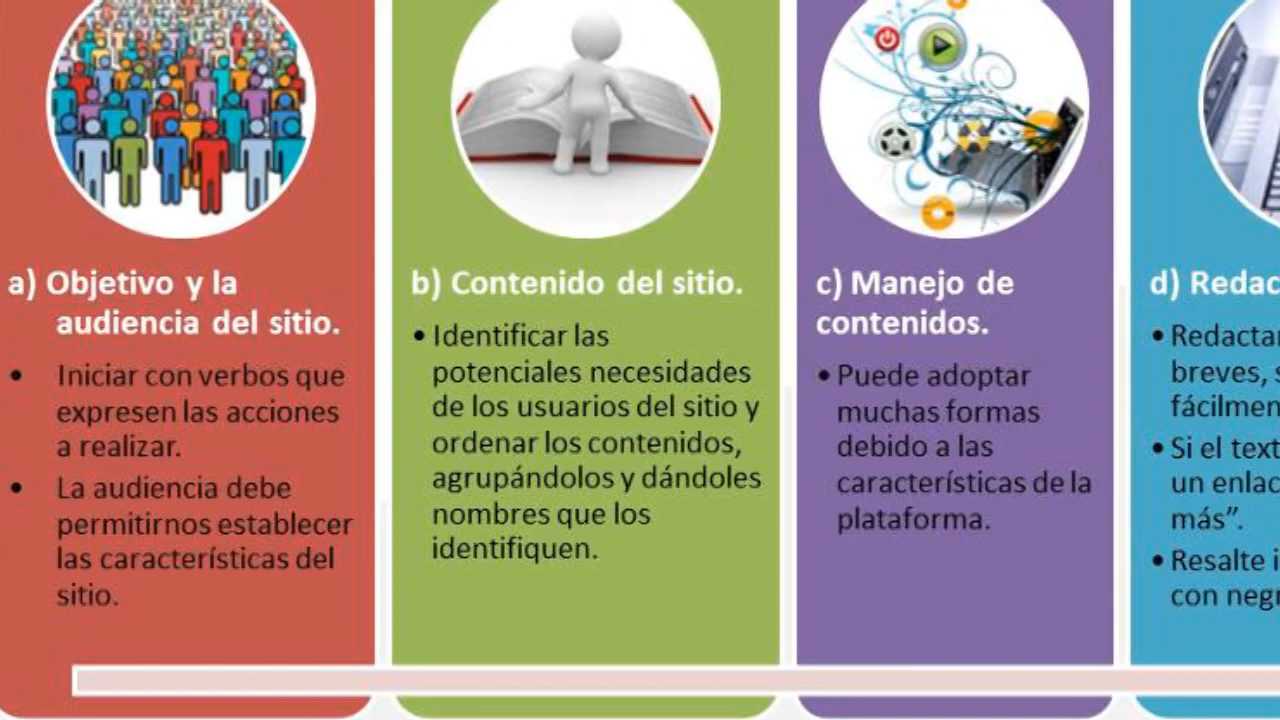 a) Objetivo y la
audiencia del sitio.
• Iniciar con verbos que
expresen las acciones
a realizar.
• La audiencia debe
permitirnos establecer
las características del
sitio.
b) Contenido del sitio.
• Identificar las
potenciales necesidades
de los usuarios del sitio y
ordenar los contenidos,
agrupándolos y dándoles
nombres que los
identifiquen.
c) Manejo de
contenidos.
• Puede adoptar
muchas formas
debido a las
características de la
plataforma.
d) Redac
• Redactar
breves, s
fácilmen
• Si el text
un enlac
más”.
• Resalte i
con negr